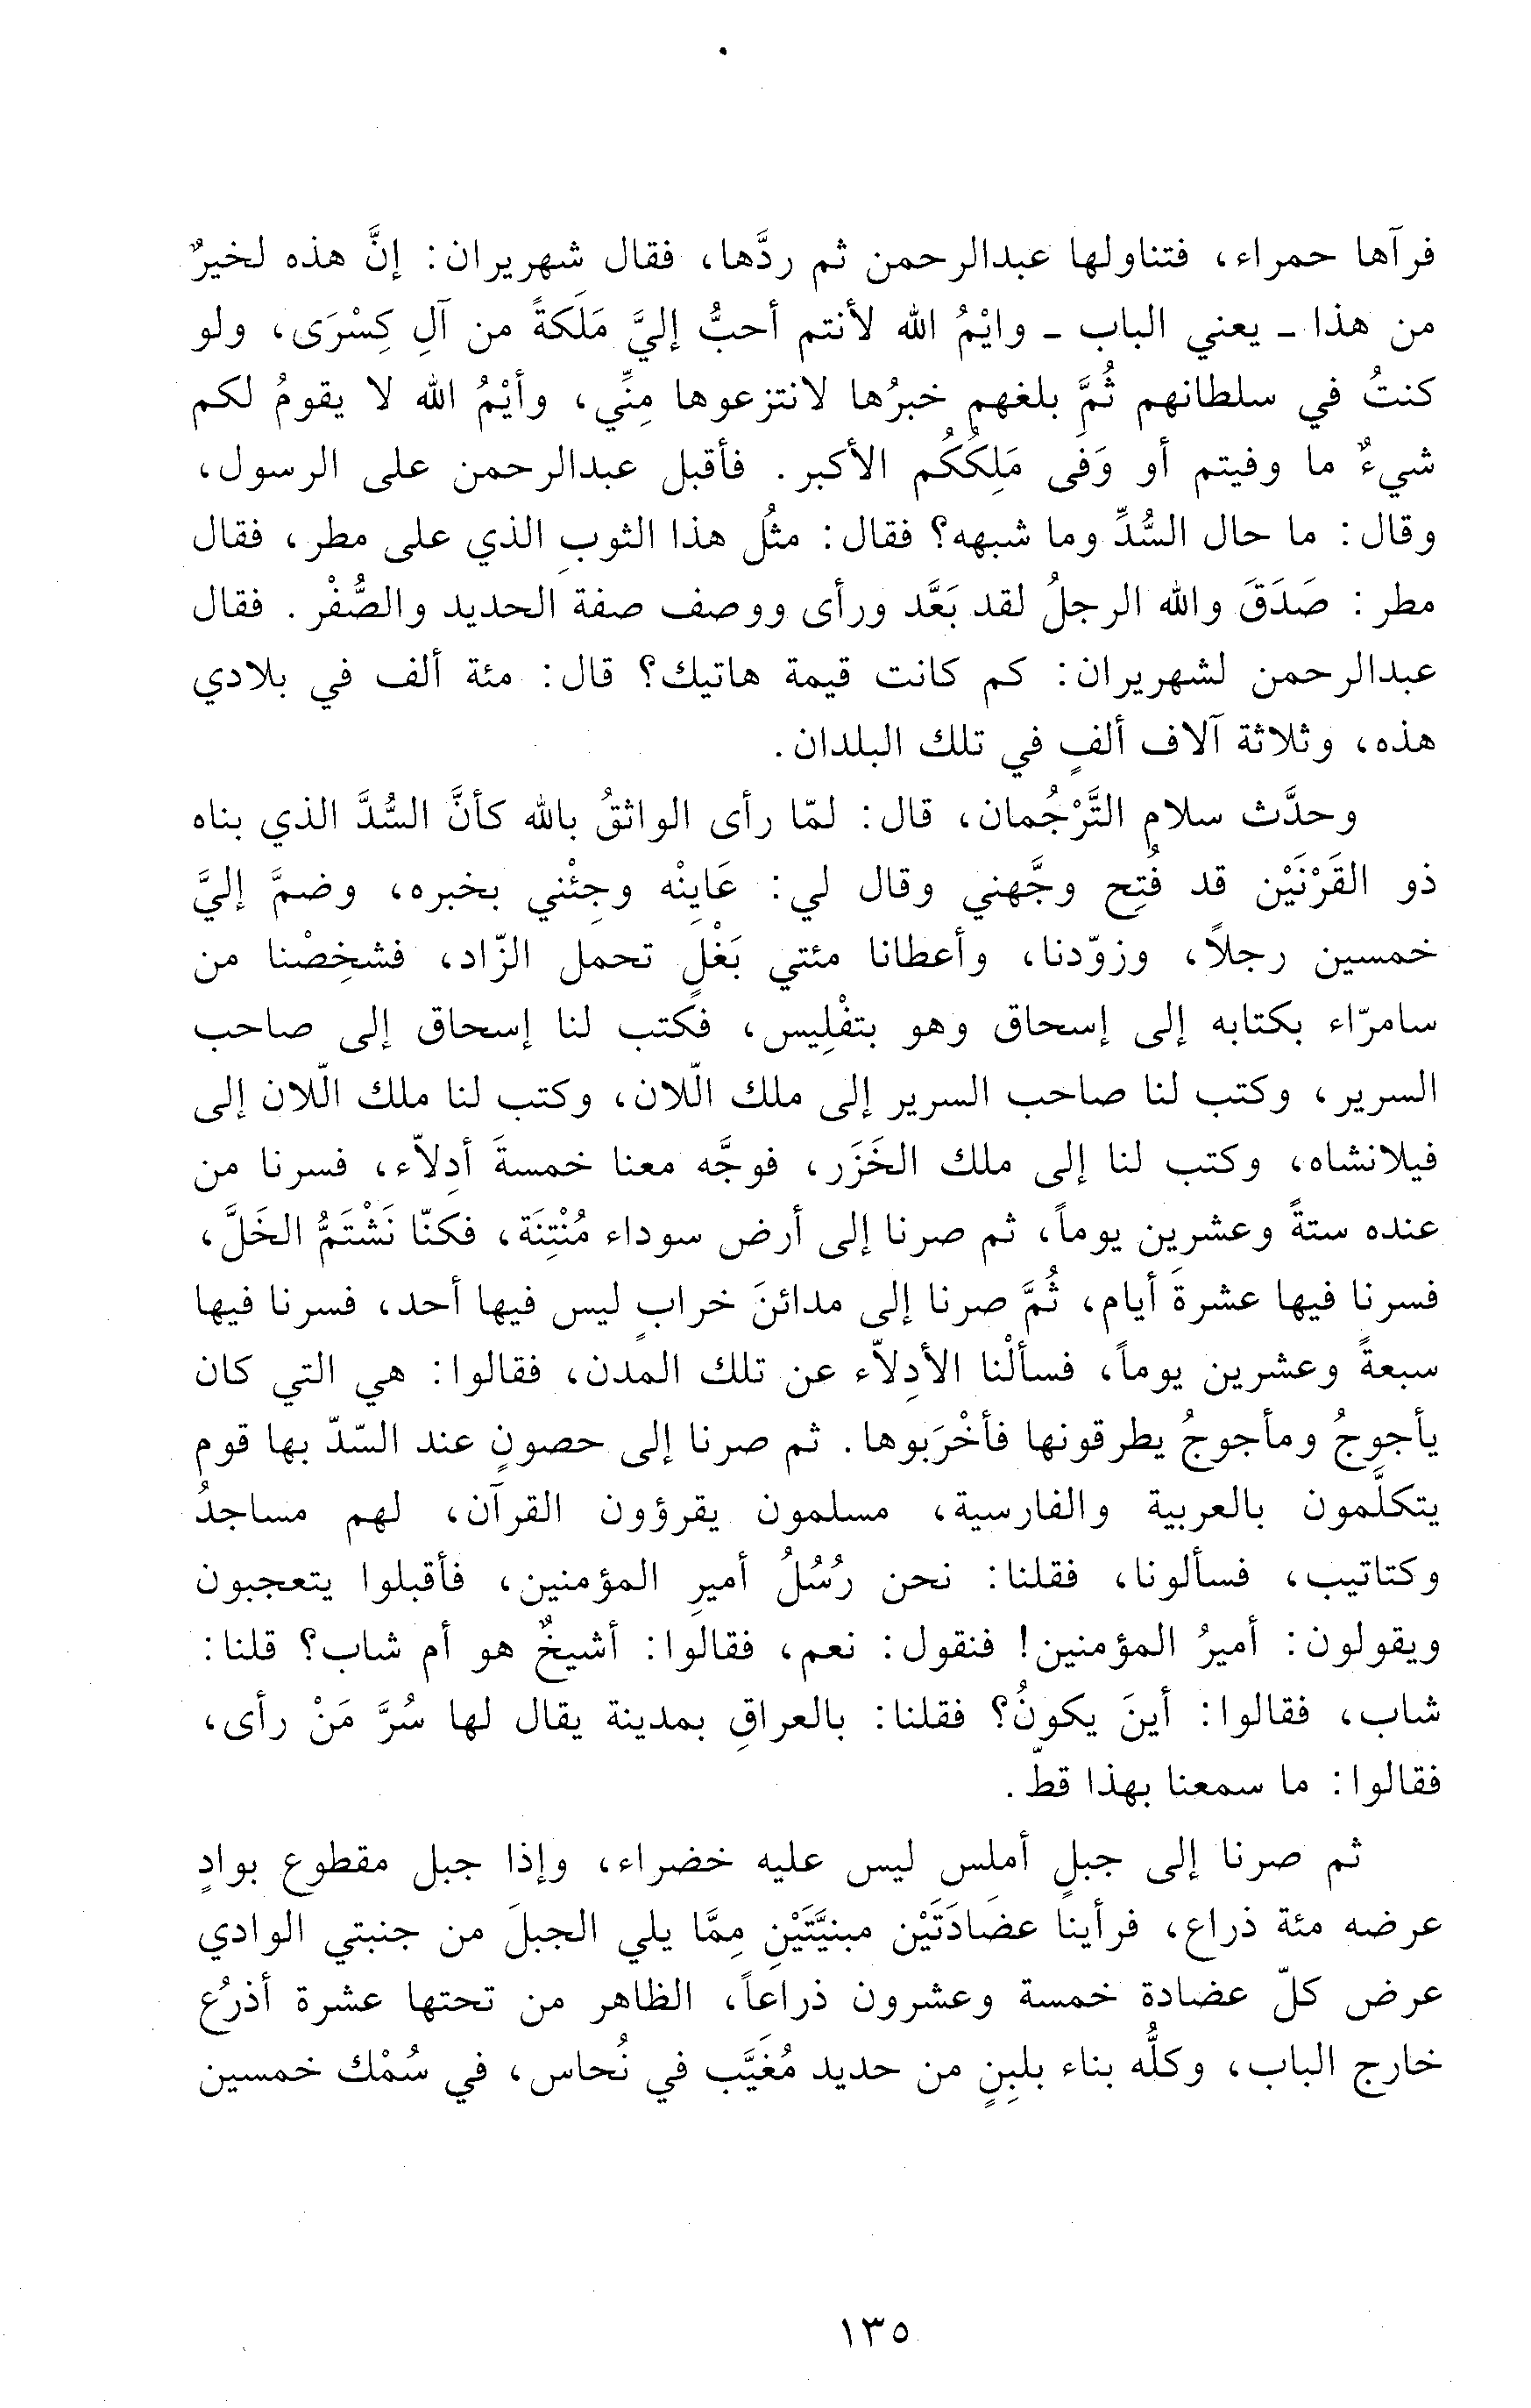 فرآها حمراء، فتناولها عبدالرحمن ثم ردَّها، فقال شهريران: إنَّ هذه لخيرٌ
من هذا ـ يعني الباب ـ وايْمُ الله لأنتم أحبُّ إليَّ مَلَكةً من آلِ كِسْرَى، ولو
كنتُ في سلطانهم ثُمَّ بلغهم خبرُها لانتزعوها مِنِّي، وأيْمُ الله لا يقومُ لكم
شيءٌ ما وفيتم أو وَفَى مَلِكُكُم الأكبر. فأقبل عبدالرحمن على الرسول،
وقال: ما حال السُّدِّ وما شبهه؟ فقال: مثُل هذا الثوبِ الذي على مطر، فقال
مطر: صَدَقَ والله الرجلُ لقد بَعَّد ورأى ووصف صفة الحديد والصُّفْر. فقال
عبدالرحمن لشهريران: كم كانت قيمة هاتيك؟ قال: مئة ألف في بلادي
هذه، وثلاثة آلاف ألفٍ في تلك البلدان.
وحدَّث سلام التَّرْجُمان، قال: لمّا رأى الواثقُ بالله كأنَّ السُّدَّ الذي بناه
ذو القَرْنَيْن قد فُتِح وجَّهني وقال لي: عَايِنْه وجِئْني بخبره، وضمَّ إليَّ
خمسين رجلاً، وزوّدنا، وأعطانا مئتي بَغْلٍ تحمل الزّاد، فشخِصْنا من
سامرّاء بكتابه إلى إسحاق وهو بتفْلِيس، فكتب لنا إسحاق إلى صاحب
السرير، وكتب لنا صاحب السرير إلى ملك الّلان، وكتب لنا ملك الّلان إلى
فيلانشاه، وكتب لنا إلى ملك الخَزَر، فوجَّه معنا خمسةَ أدِلاّء، فسرنا من
عنده ستةً وعشرين يوماً، ثم صرنا إلى أرض سوداء مُنْتِنَة، فكنّا نَشْتَمُّ الخَلَّ،
فسرنا فيها عشرةَ أيام، ثُمَّ صرنا إلى مدائنَ خرابٍ ليس فيها أحد، فسرنا فيها
سبعةً وعشرين يوماً، فسألْنا الأدِلاّء عن تلك المدن، فقالوا: هي التي كان
يأجوجُ ومأجوجُ يطرقونها فأخْرَبوها. ثم صرنا إلى حصونٍ عند السّدّ بها قوم
يتكلَّمون بالعربية والفارسية، مسلمون يقرؤون القرآن، لهم مساجدُ
وكتاتيب، فسألونا، فقلنا: نحن رُسُلُ أميرِ المؤمنين، فأقبلوا يتعجبون
ويقولون: أميرُ المؤمنين! فنقول: نعم، فقالوا: أشيخٌ هو أم شاب؟ قلنا:
شاب، فقالوا: أينَ يكونُ؟ فقلنا: بالعراقِ بمدينة يقال لها سُرَّ مَنْ رأى،
فقالوا: ما سمعنا بهذا قطّ.
ثم صرنا إلى جبلٍ أملس ليس عليه خضراء، وإذا جبل مقطوع بوادٍ
عرضه مئة ذراع، فرأينا عضَادَتَيْن مبنيَّتَيْنِ مِمَّا يلي الجبلَ من جنبتي الوادي
عرض كلّ عضادة خمسة وعشرون ذراعاً، الظاهر من تحتها عشرة أذرُع
خارج الباب، وكلُّه بناء بلبِنٍ من حديد مُغَيَّب في نُحاس، في سُمْك خمسين
١٣٥